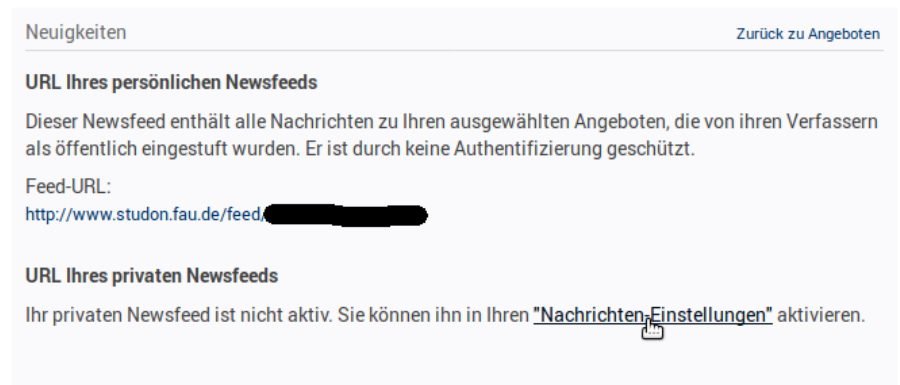 Neuigkeiten
Zurück zu Angeboten
URL Ihres persönlichen Newsfeeds
Dieser Newsfeed enthält alle Nachrichten zu Ihren ausgewählten Angeboten, die von ihren Verfassern
als öffentlich eingestuft wurden. Er ist durch keine Authentifizierung geschützt.
Feed-URL:
http://www.studon.fau.de/feed/
URL Ihres privaten Newsfeeds
Ihr privaten Newsfeed ist nicht aktiv. Sie können ihn in Ihren "Nachrichten-Einstellungen" aktivieren.